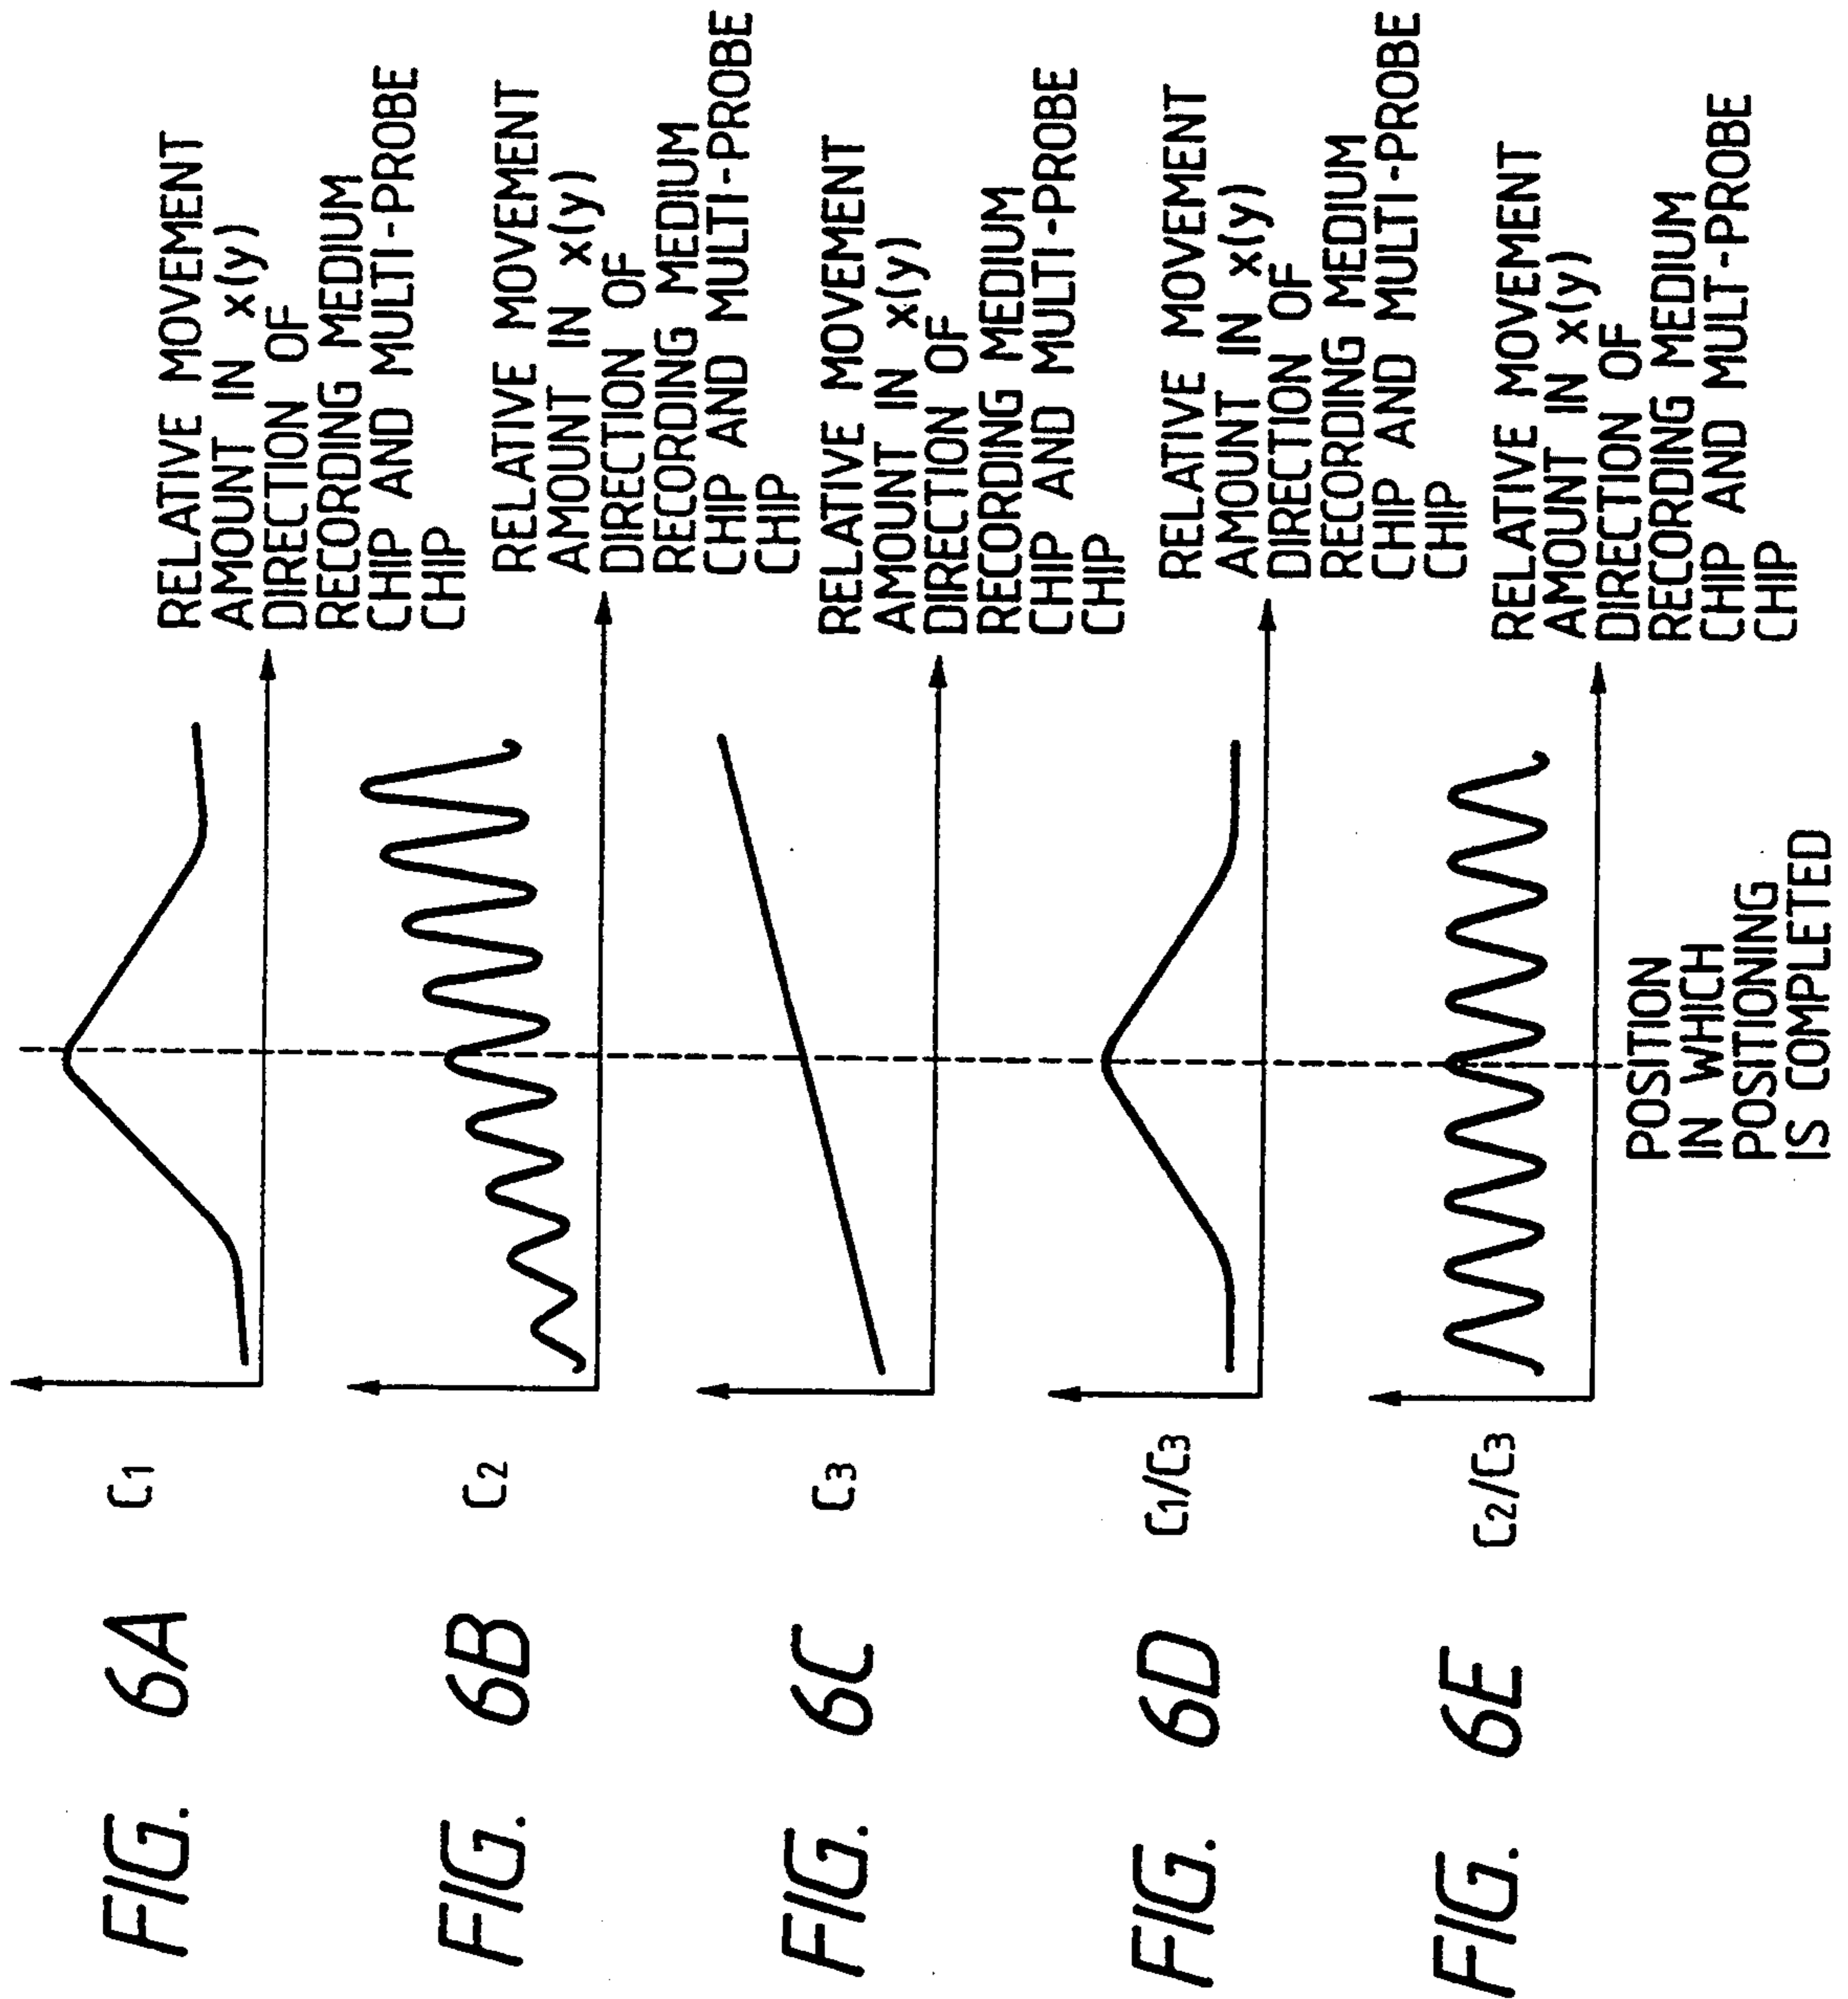 FIG. 6A
C1
RELATIVE MOVEMENT
AMOUNT IN x(y)
DIRECTION OF
RECORDING MEDIUM
CHIP AND MULTI-PROBE
CHIP
FIG. 6B
C2
RELATIVE MOVEMENT
AMOUNT IN x(y)
DIRECTION OF
RECORDING MEDIUM
CHIP AND MULTI-PROBE
CHIP
FIG. 6C
C3
RELATIVE MOVEMENT
AMOUNT IN x(y)
DIRECTION OF
RECORDING MEDIUM
CHIP AND MULTI-PROBE
CHIP
FIG. 6D
C1/C3
RELATIVE MOVEMENT
AMOUNT IN x(y)
DIRECTION OF
RECORDING MEDIUM
CHIP AND MULTI-PROBE
CHIP
FIG. 6E
C2/C3
RELATIVE MOVEMENT
AMOUNT IN x(y)
DIRECTION OF
RECORDING MEDIUM
CHIP AND MULT-PROBE
CHIP
POSITION
IN WHICH
POSITIONING
IS COMPLETED